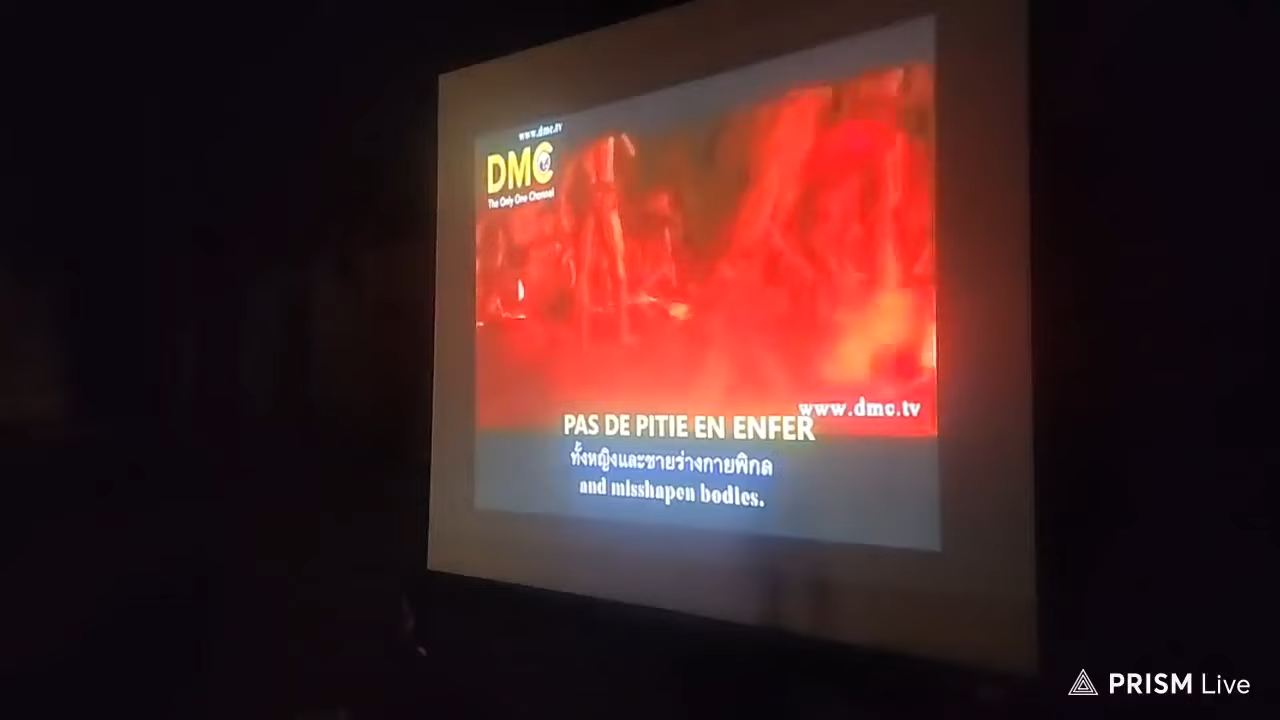 www.dmc.tv
DMC
The Only One Channel
www.dmc.tv
PAS DE PITIE EN ENFER
ทั้งหญิงและชายร่างกายพิกล
and misshapen bodies.
PRISM Live